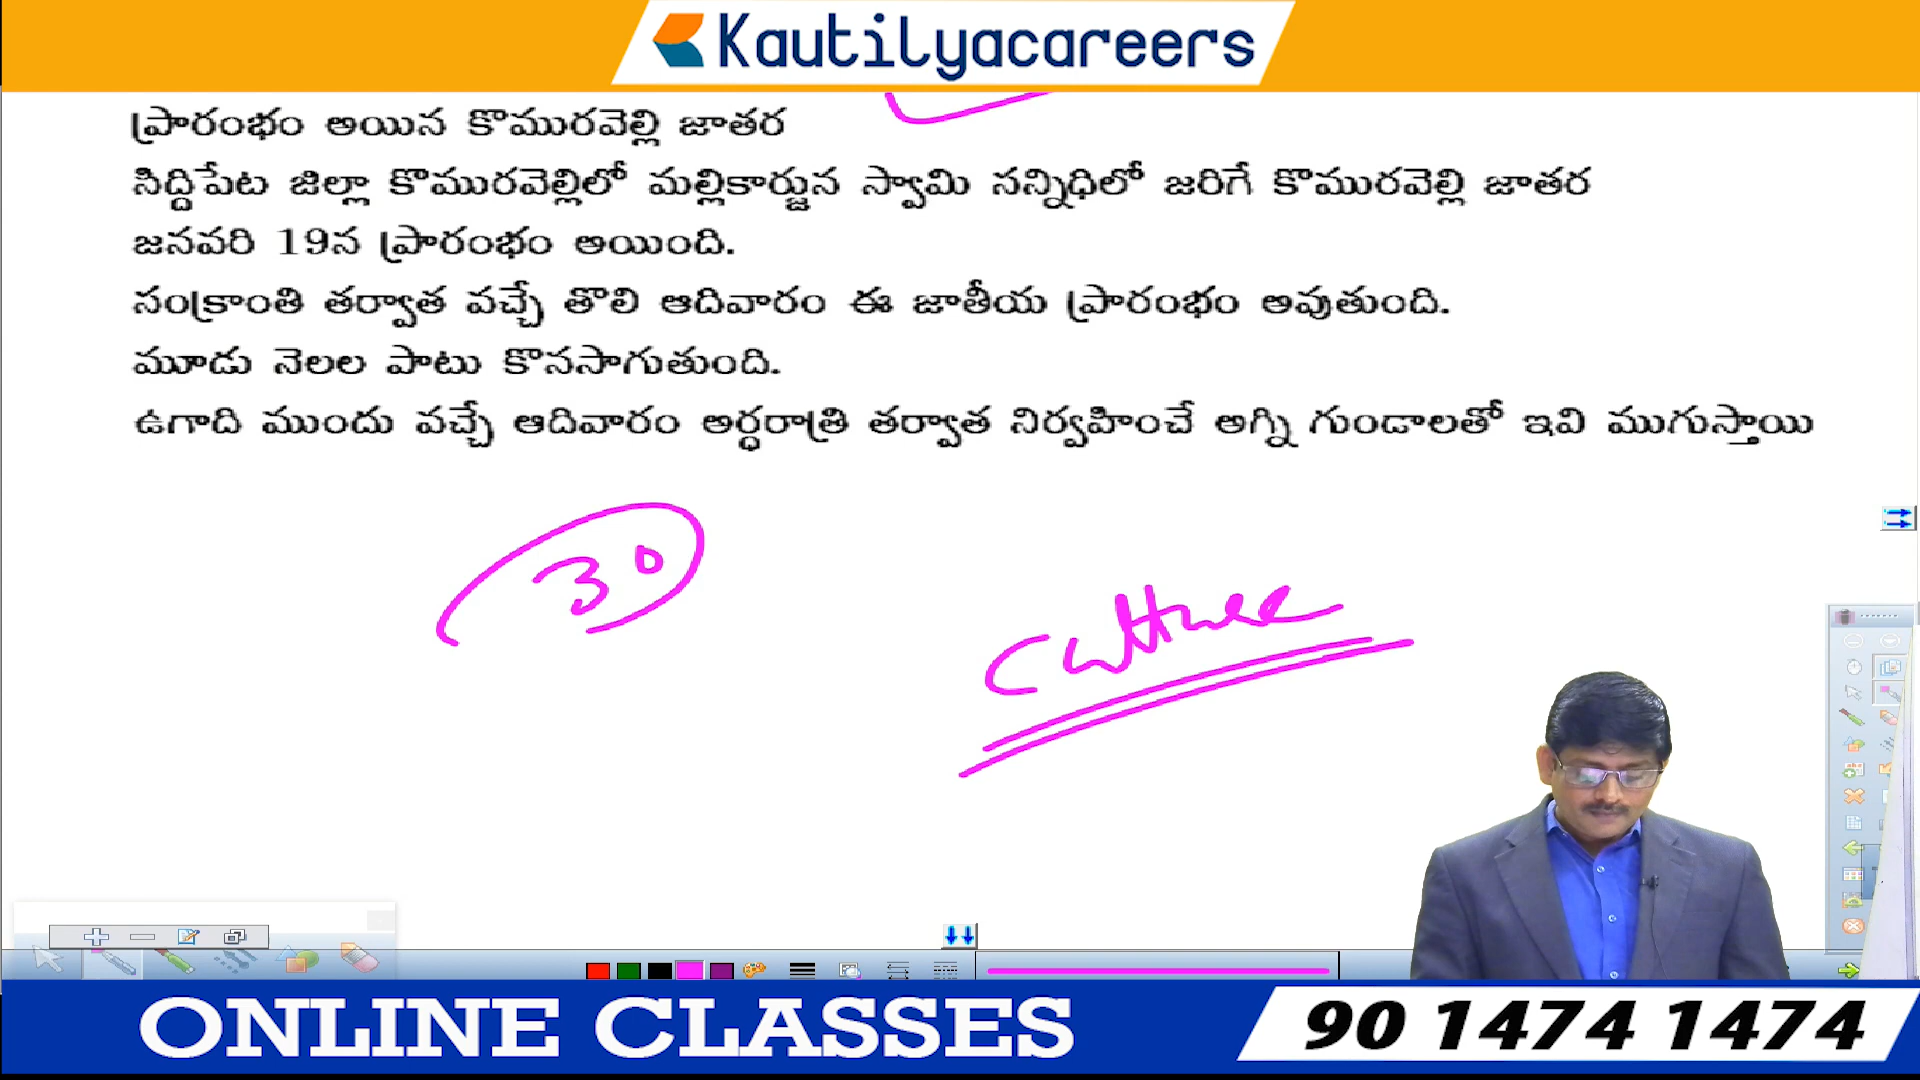 Kautilyacareers
ప్రారంభం అయిన కొమురవెల్లి జాతర
సిద్దిపేట జిల్లా కొమురవెల్లిలో మల్లికార్జున స్వామి సన్నిధిలో జరిగే కొమురవెల్లి జాతర
జనవరి 19న ప్రారంభం అయింది.
సంక్రాంతి తర్వాత వచ్చే తొలి ఆదివారం ఈ జాతీయ ప్రారంభం అవుతుంది.
మూడు నెలల పాటు కొనసాగుతుంది.
ఉగాది ముందు వచ్చే ఆదివారం అర్ధరాత్రి తర్వాత నిర్వహించే అగ్ని గుండాలతో ఇవి ముగుస్తాయి
30
Culture
ONLINE CLASSES
90 1474 1474